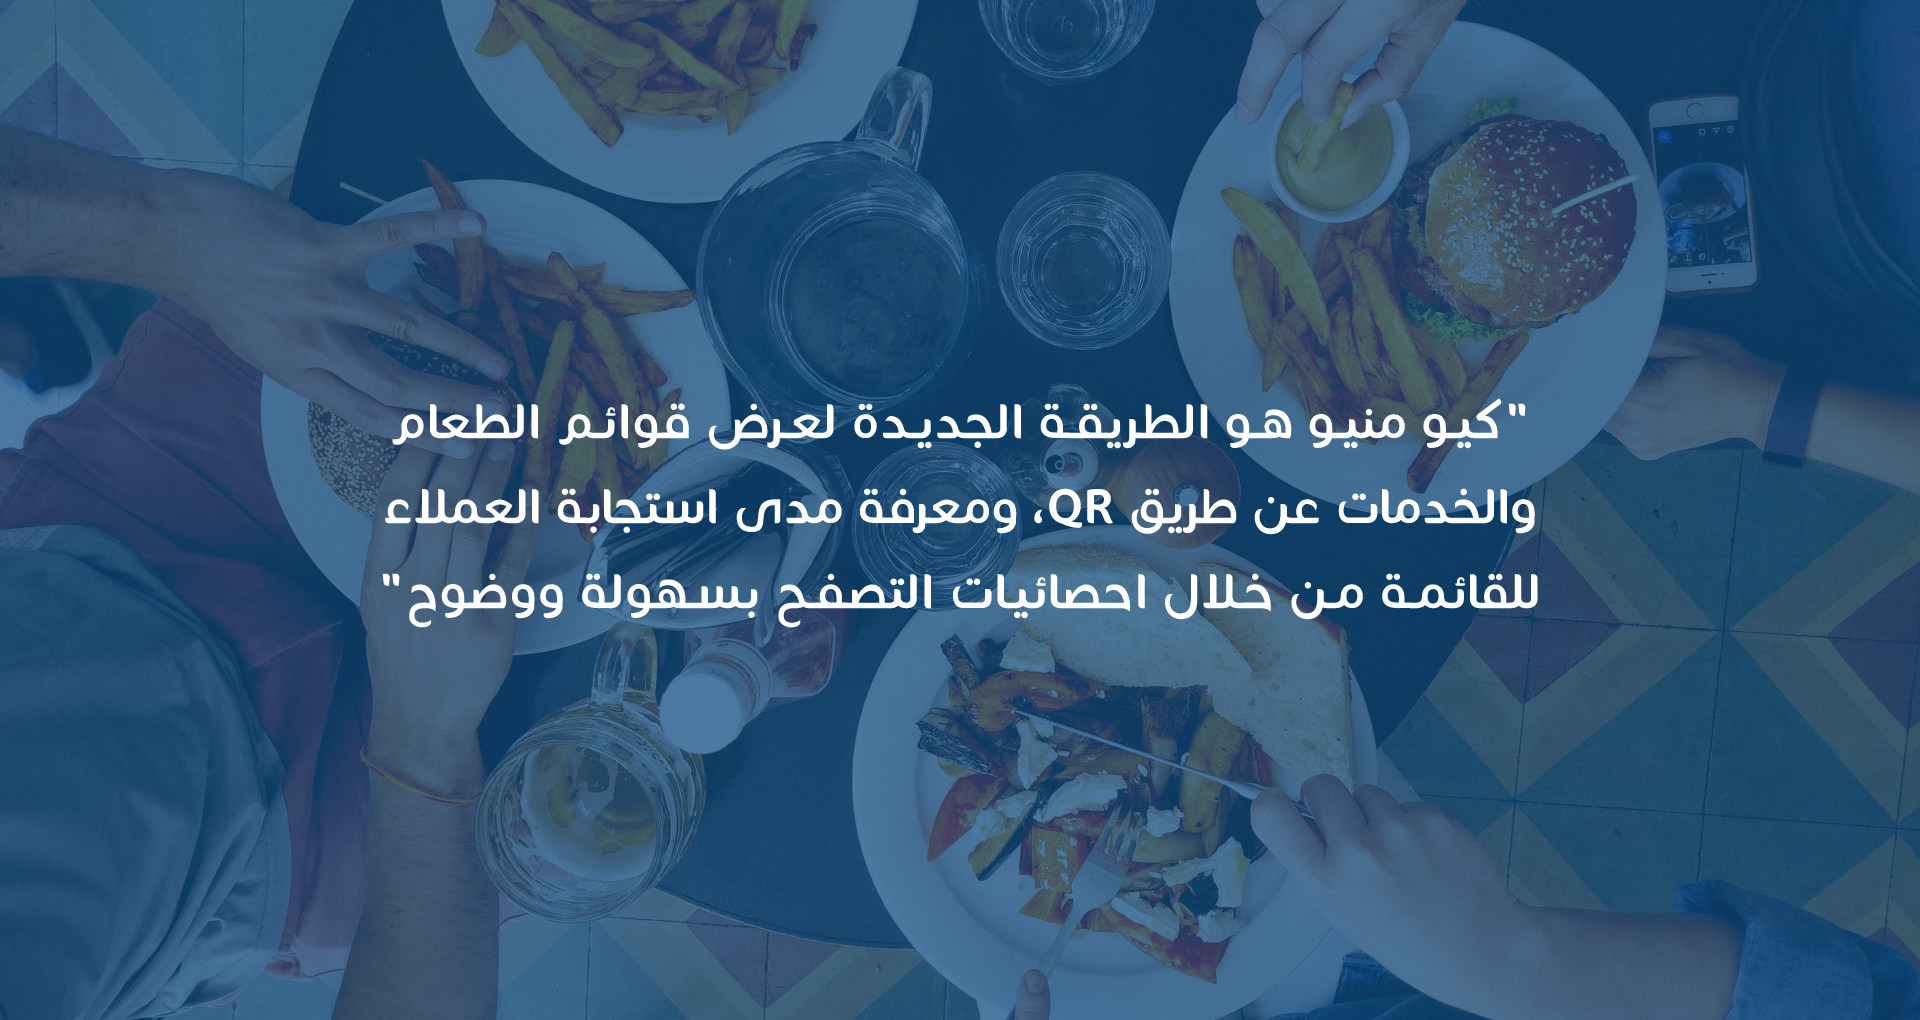 "كيو منيو هو الطريقة الجديدة لعرض قوائم الطعام
والخدمات عن طريق QR، ومعرفة مدى استجابة العملاء
للقائمة من خلال احصائيات التصفح بسهولة ووضوح"